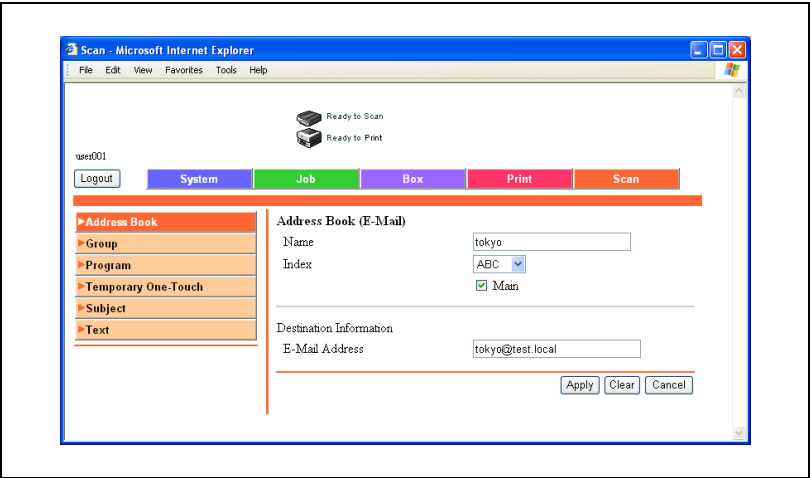 Scan - Microsoft Internet Explorer
File Edit View Favorites Tools Help
Ready to Scan
Ready to Print
user001
Logout System Job Box Print Scan
Address Book
Group
Program
Temporary One-Touch
Subject
Text
Address Book (E-Mail)
Name tokyo
Index ABC
Main
Destination Information
E-Mail Address tokyo@test.local
Apply Clear Cancel